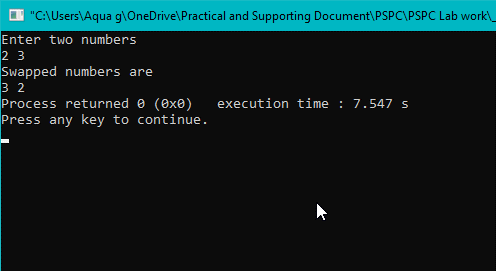 "C:\Users\Aqua g\OneDrive\Practical and Supporting Document\PSPC\PSPC Lab work\_
Enter two numbers
2 3
Swapped numbers are
3 2
Process returned 0 (0x0)   execution time : 7.547 s
Press any key to continue.